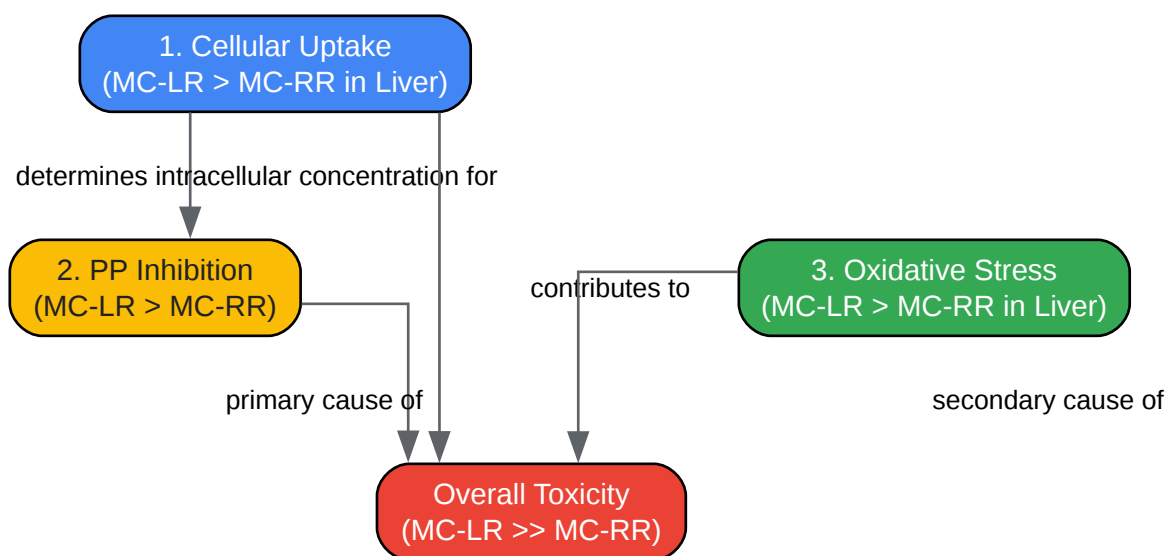 1. Cellular Uptake
(MC-LR > MC-RR in Liver)
determines intracellular concentration for
2. PP Inhibition
(MC-LR > MC-RR)
contributes to
3. Oxidative Stress
(MC-LR > MC-RR in Liver)
primary cause of
secondary cause of
Overall Toxicity
(MC-LR >> MC-RR)